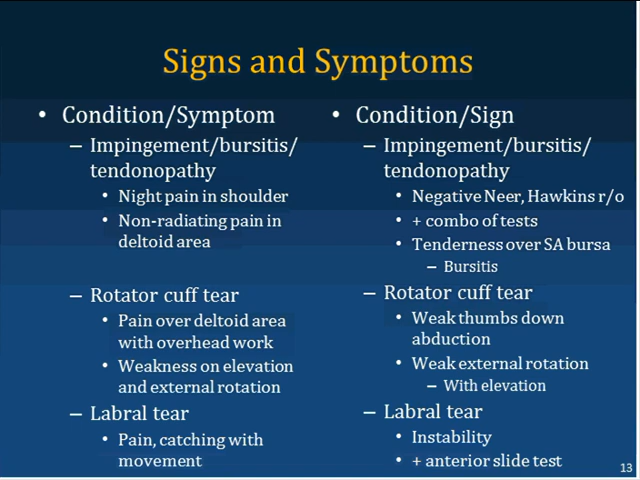 Signs and Symptoms
• Condition/Symptom
– Impingement/bursitis/
tendonopathy
• Night pain in shoulder
• Non-radiating pain in
deltoid area
– Rotator cuff tear
• Pain over deltoid area
with overhead work
• Weakness on elevation
and external rotation
– Labral tear
• Pain, catching with
movement
• Condition/Sign
– Impingement/bursitis/
tendonopathy
• Negative Neer, Hawkins r/o
• + combo of tests
• Tenderness over SA bursa
– Bursitis
– Rotator cuff tear
• Weak thumbs down
abduction
• Weak external rotation
– With elevation
– Labral tear
• Instability
• + anterior slide test
13